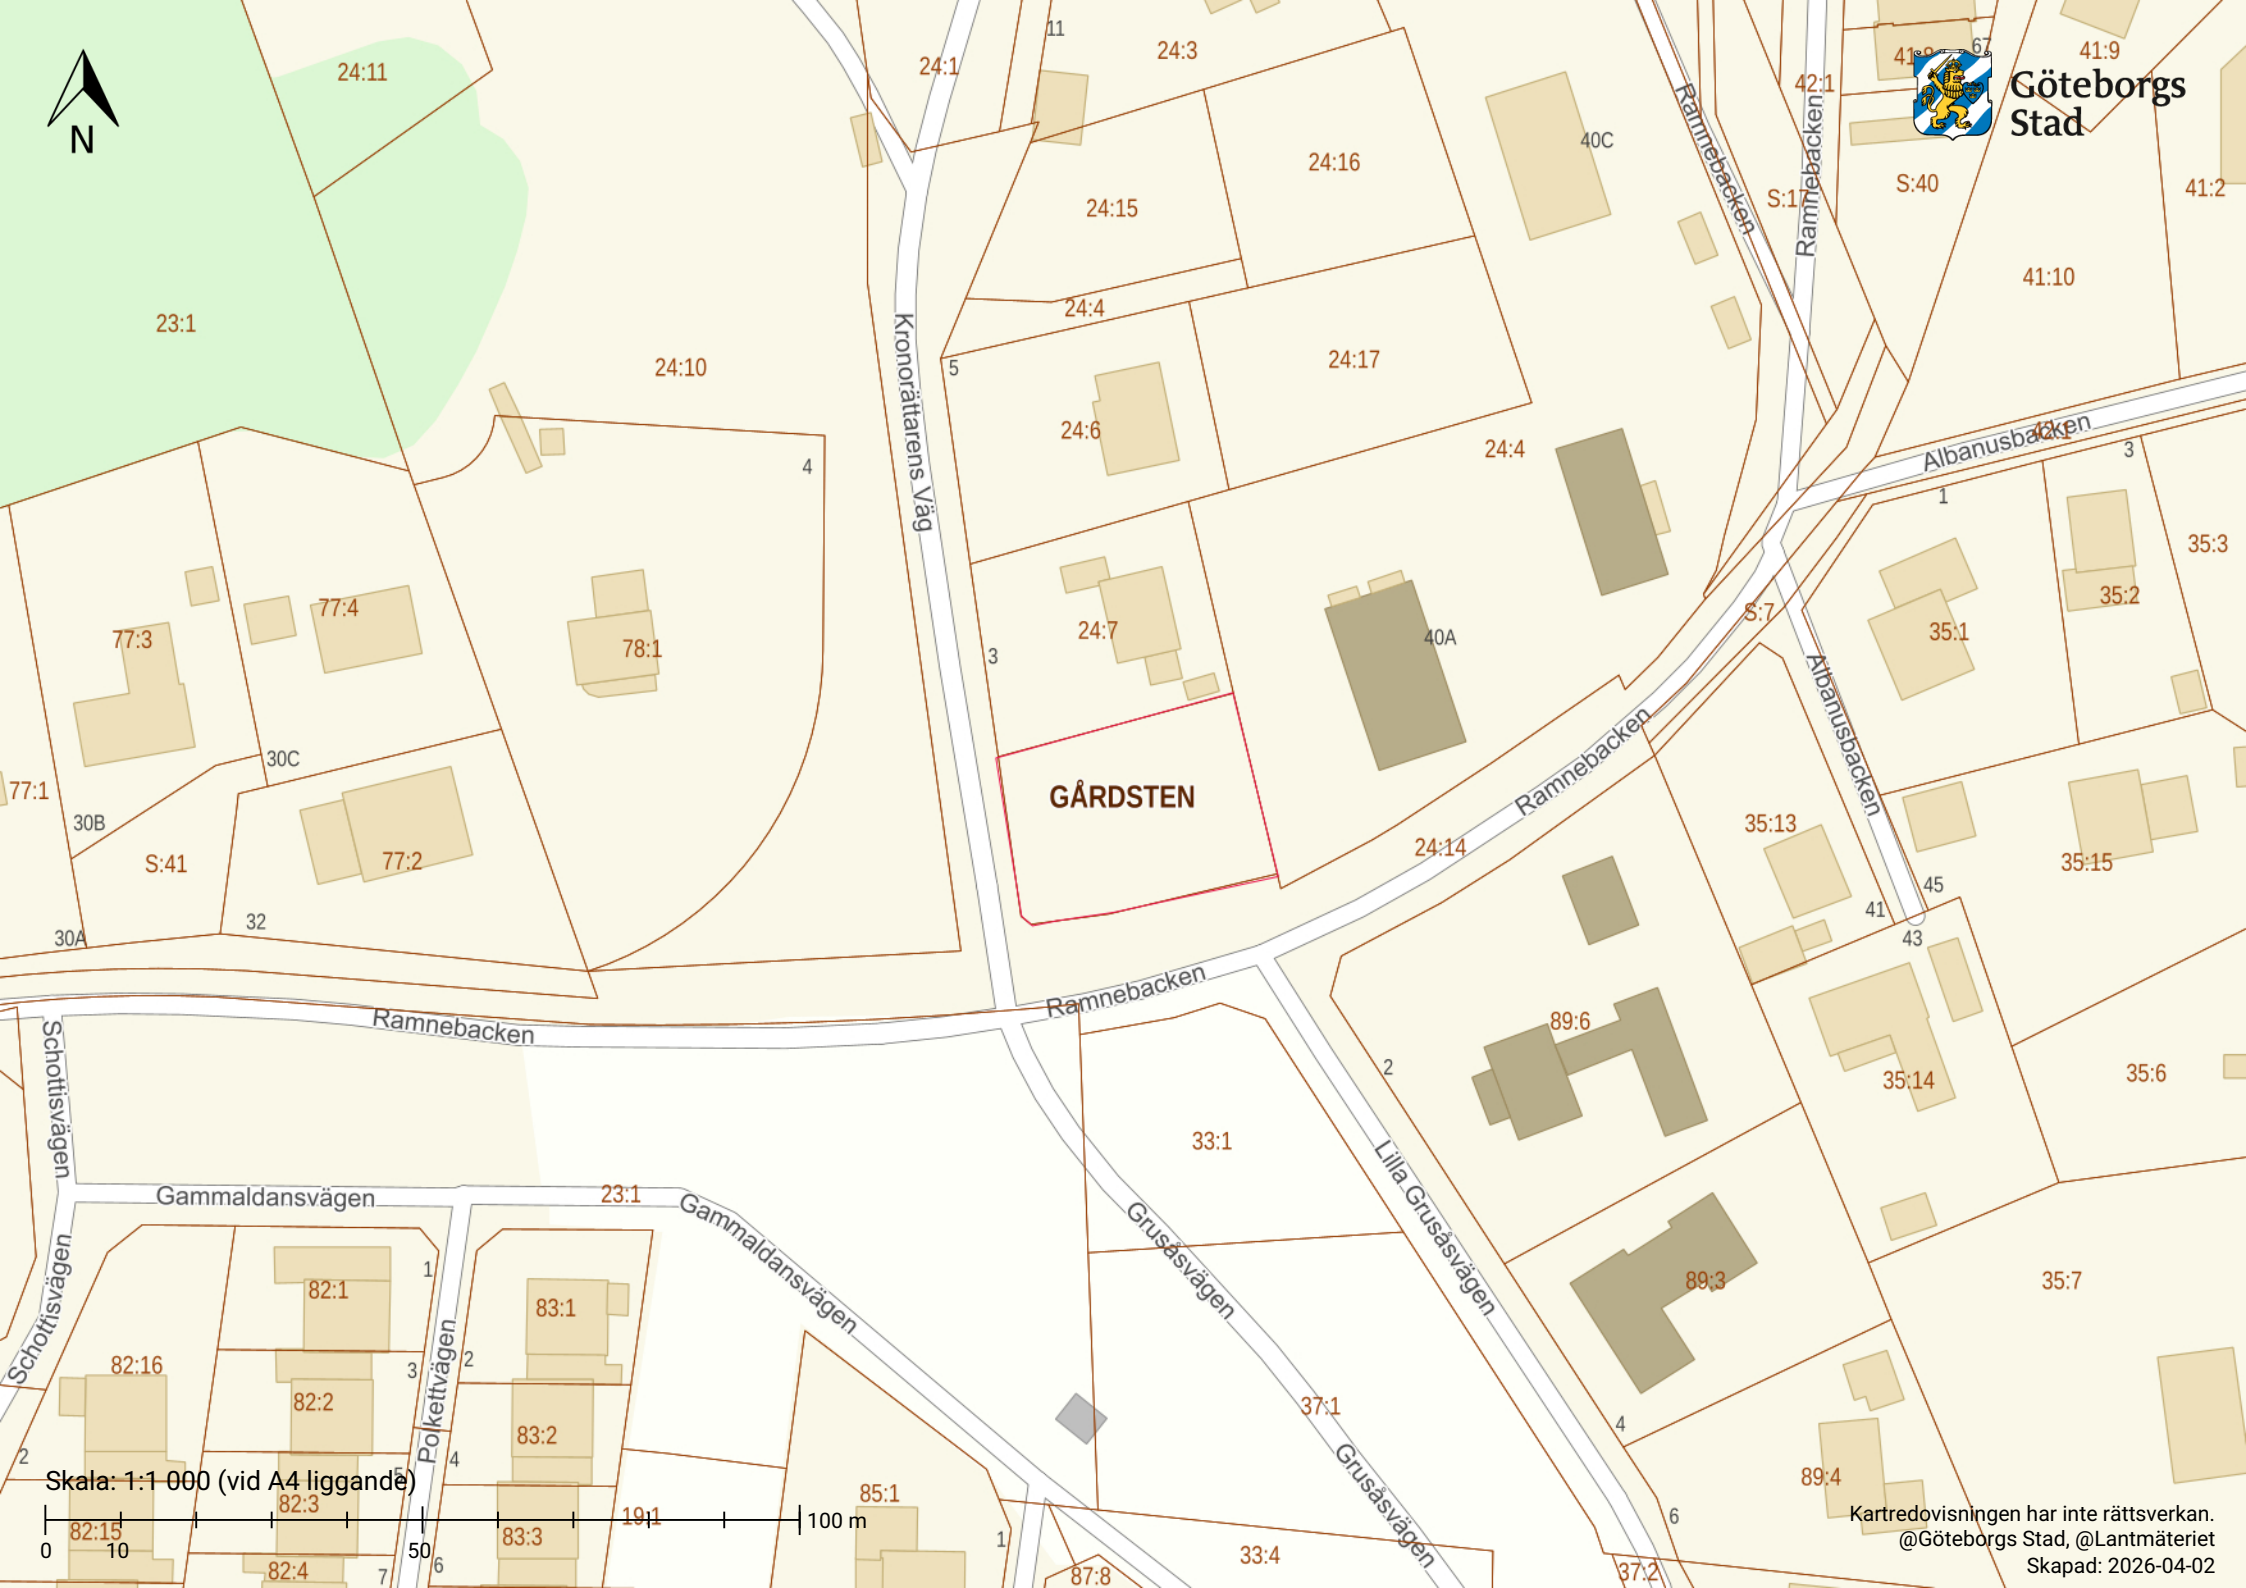 11
24:3
24:1
24:11
67
41:9
42:1
Göteborgs
Stad
N
Ramnebacken
Ramnebacken
40C
24:16
S:17
S:40
41:2
24:15
41:10
24:4
23:1
Kronorättarens Väg
24:10
5
24:17
24:6
24:4
Albanusbacken
3
4
1
35:3
77:4
77:3
78:1
24:7
3
40A
S:7
35:1
35:2
Albanusbacken
30C
77:1
30B
GÅRDSTEN
Ramnebacken
35:13
24:14
S:41
77:2
35:15
45
41
43
32
30A
Ramnebacken
Ramnebacken
89:6
2
35:14
35:6
Schottisvägen
33:1
Gammaldansvägen
23:1
Gammaldansvägen
Grusåsvägen
Lilla Grusåsvägen
Schottisvägen
82:1
1
83:1
89:3
35:7
82:16
3
2
82:2
Polkettvägen
83:2
37:1
4
2
4
89:4
Grusåsvägen
Skala: 1:1 000 (vid A4 liggande)
5
85:1
82:3
19:1
100 m
82:15
83:3
1
6
Kartredovisningen har inte rättsverkan.
@Göteborgs Stad, @Lantmäteriet
Skapad: 2026-04-02
0
10
50
33:4
82:4
7
6
87:8
37:2